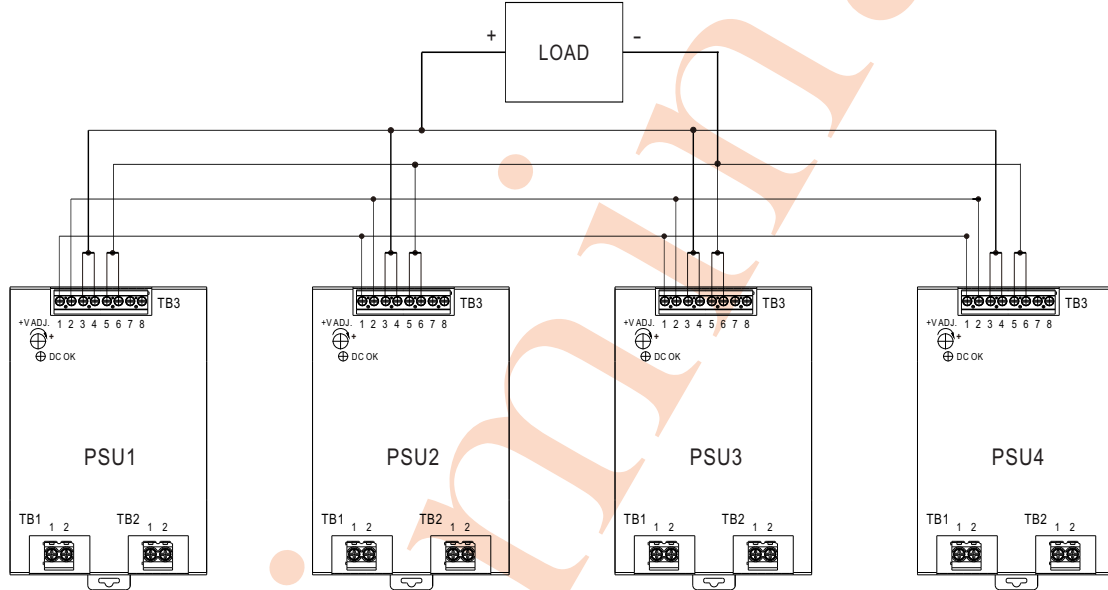 + LOAD -
TB3 TB3 TB3 TB3
1 2 3 4 5 6 7 8 1 2 3 4 5 6 7 8 1 2 3 4 5 6 7 8 1 2 3 4 5 6 7 8
+V ADJ. +V ADJ. +V ADJ. +V ADJ.
+ + + +
DC OK DC OK DC OK DC OK
PSU1 PSU2 PSU3 PSU4
TB1 1 2 TB2 1 2 TB1 1 2 TB2 1 2 TB1 1 2 TB2 1 2 TB1 1 2 TB2 1 2